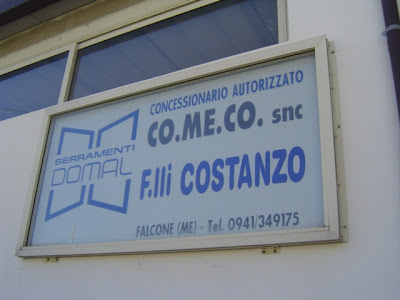 CONCESSIONARIO AUTORIZZATO
CO.ME.CO. snc
SERRAMENTI
DOMAL
F.lli COSTANZO
FALCONE (ME) - Tel. 0941/349175